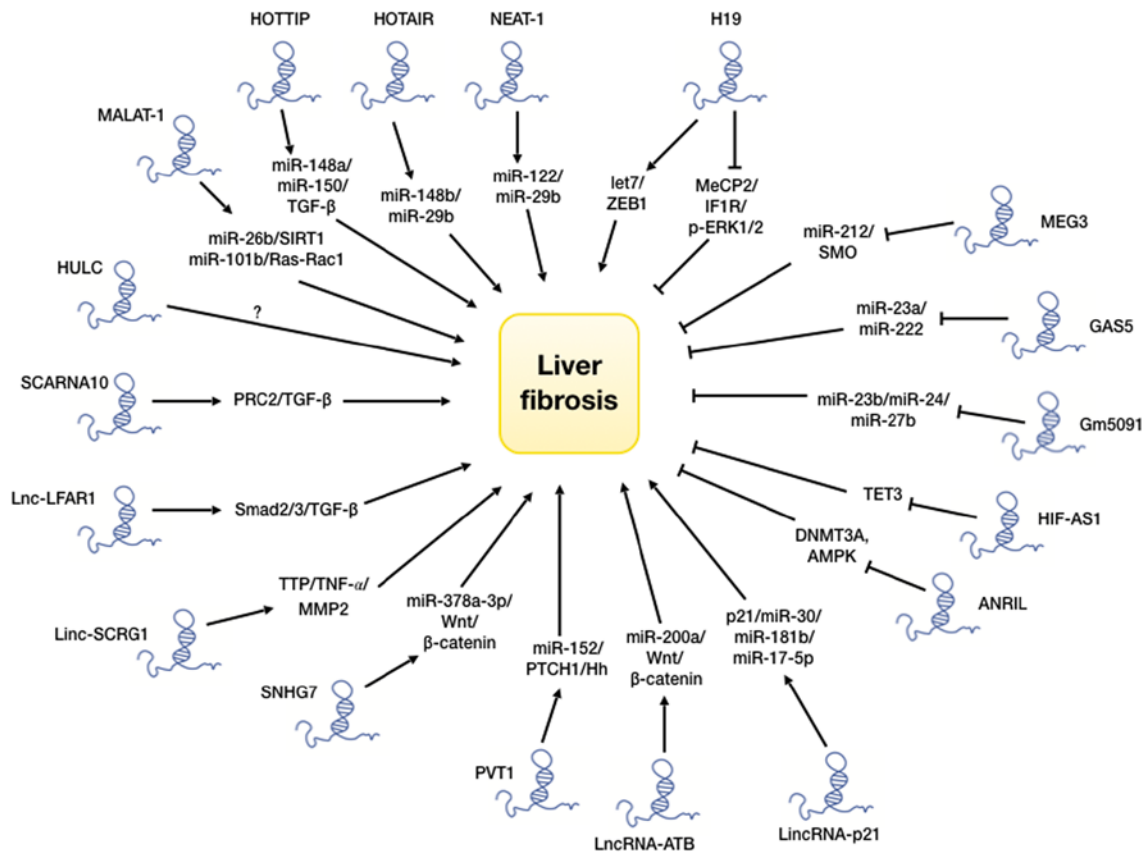 HOTTIP
HOTAIR
NEAT-1
H19
MALAT-1
miR-148a/
miR-150/
TGF-β
miR-148b/
miR-29b
miR-122/
miR-29b
let7/
ZEB1
MeCP2/
IF1R/
p-ERK1/2
MEG3
miR-212/
SMO
miR-26b/SIRT1
miR-101b/Ras-Rac1
HULC
?
miR-23a/
miR-222
GAS5
Liver
fibrosis
SCARNA10
PRC2/TGF-β
miR-23b/miR-24/
miR-27b
Gm5091
Lnc-LFAR1
Smad2/3/TGF-β
TET3
HIF-AS1
DNMT3A,
AMPK
ANRIL
TTP/TNF-α/
MMP2
Linc-SCRG1
miR-378a-3p/
Wnt/
β-catenin
SNHG7
miR-152/
PTCH1/Hh
PVT1
miR-200a/
Wnt/
β-catenin
LncRNA-ATB
p21/miR-30/
miR-181b/
miR-17-5p
LincRNA-p21